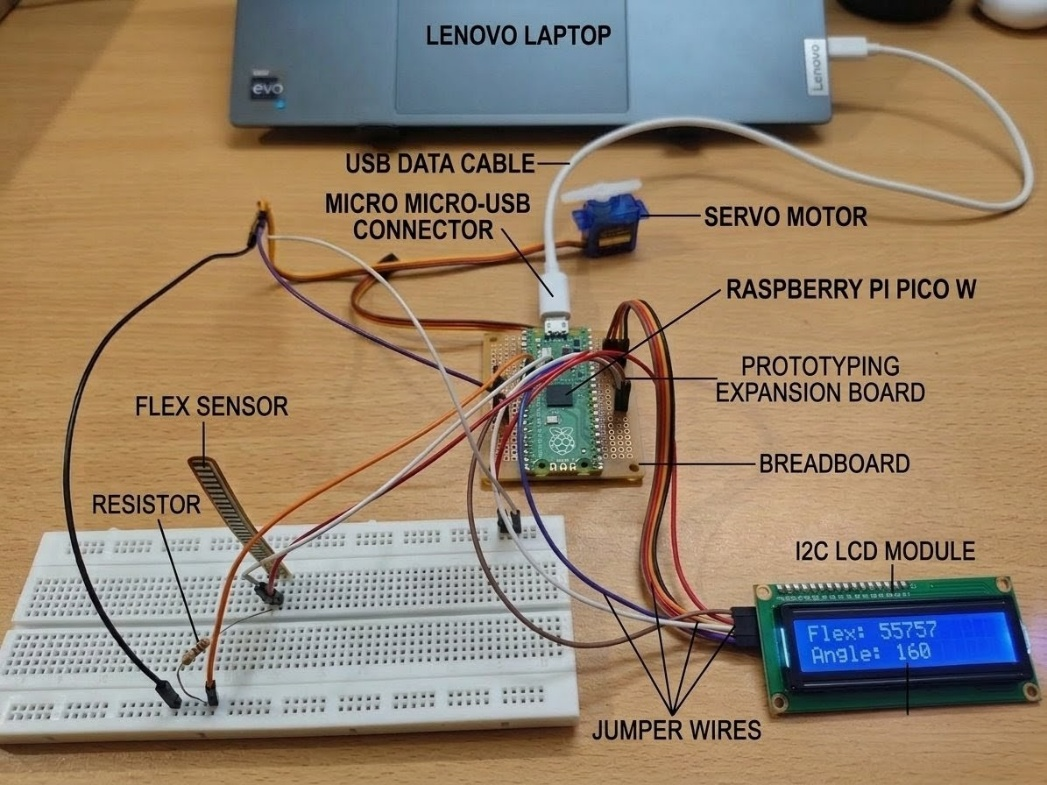 LENOVO LAPTOP
Lenovo
evo
USB DATA CABLE
MICRO MICRO-USB
CONNECTOR
SERVO MOTOR
RASPBERRY PI PICO W
PROTOTYPING
EXPANSION BOARD
FLEX SENSOR
BREADBOARD
RESISTOR
I2C LCD MODULE
Flex: 55757
Angle: 160
JUMPER WIRES